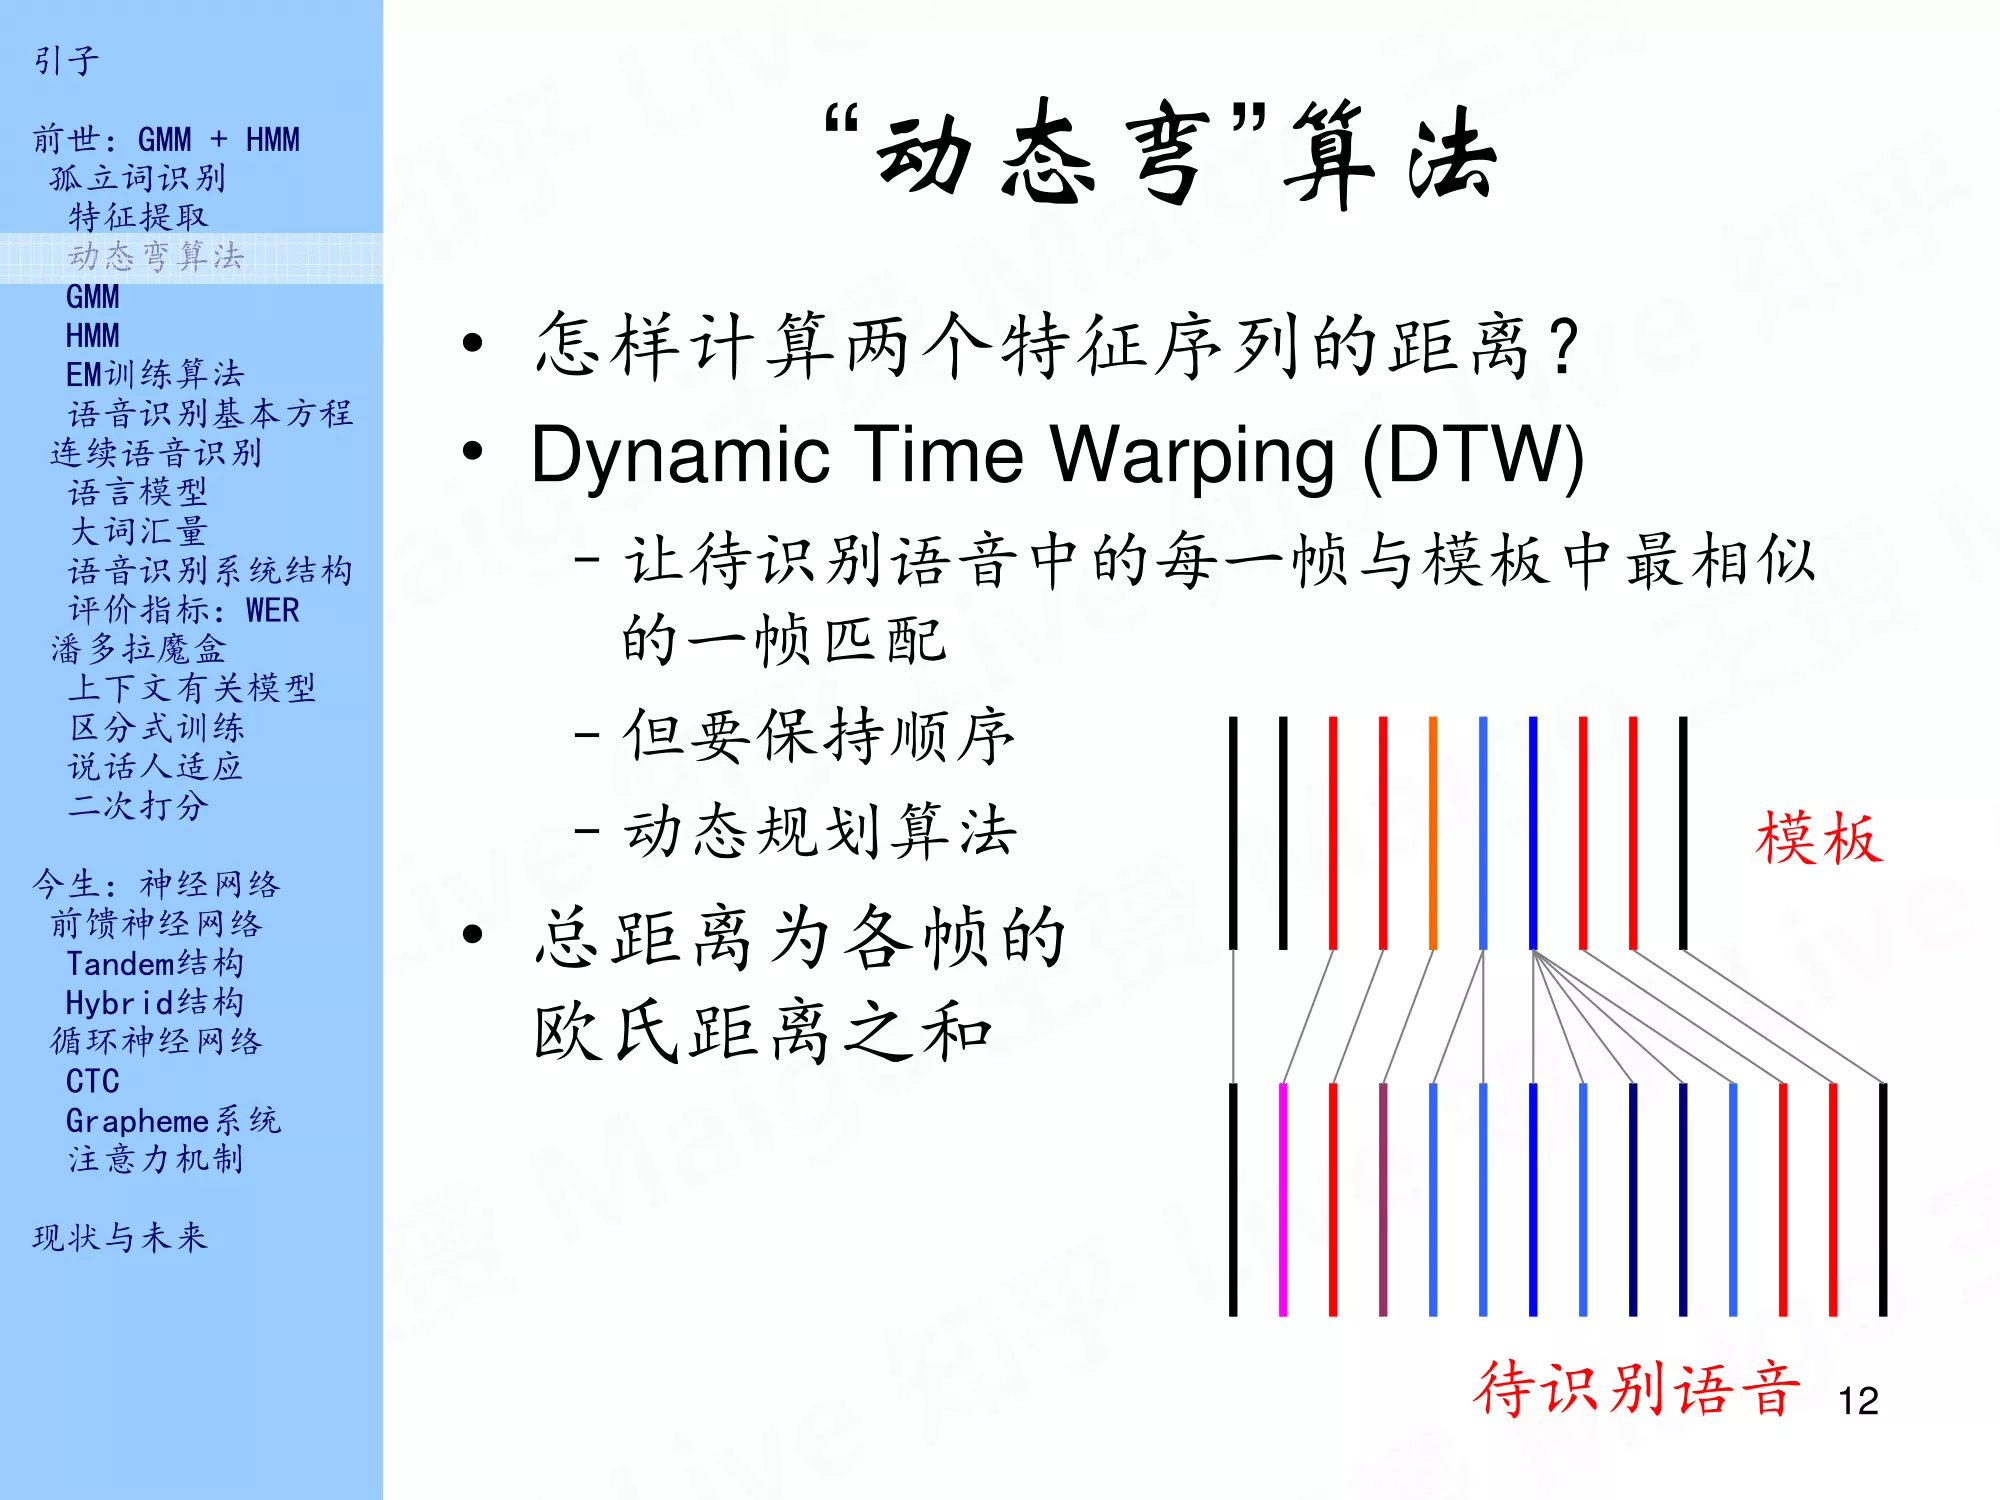 引子
前世：GMM + HMM
孤立词识别
特征提取
动态弯算法
GMM
HMM
EM训练算法
语音识别基本方程
连续语音识别
语言模型
大词汇量
语音识别系统结构
评价指标：WER
潘多拉魔盒
上下文有关模型
区分式训练
说话人适应
二次打分
今生：神经网络
前馈神经网络
Tandem结构
Hybrid结构
循环神经网络
CTC
Grapheme系统
注意力机制
现状与未来
“动态弯”算法
• 怎样计算两个特征序列的距离？
• Dynamic Time Warping (DTW)
– 让待识别语音中的每一帧与模板中最相似
的一帧匹配
– 但要保持顺序
– 动态规划算法
• 总距离为各帧的
欧氏距离之和
模板
待识别语音
12
知乎 Live Maigo 王赟